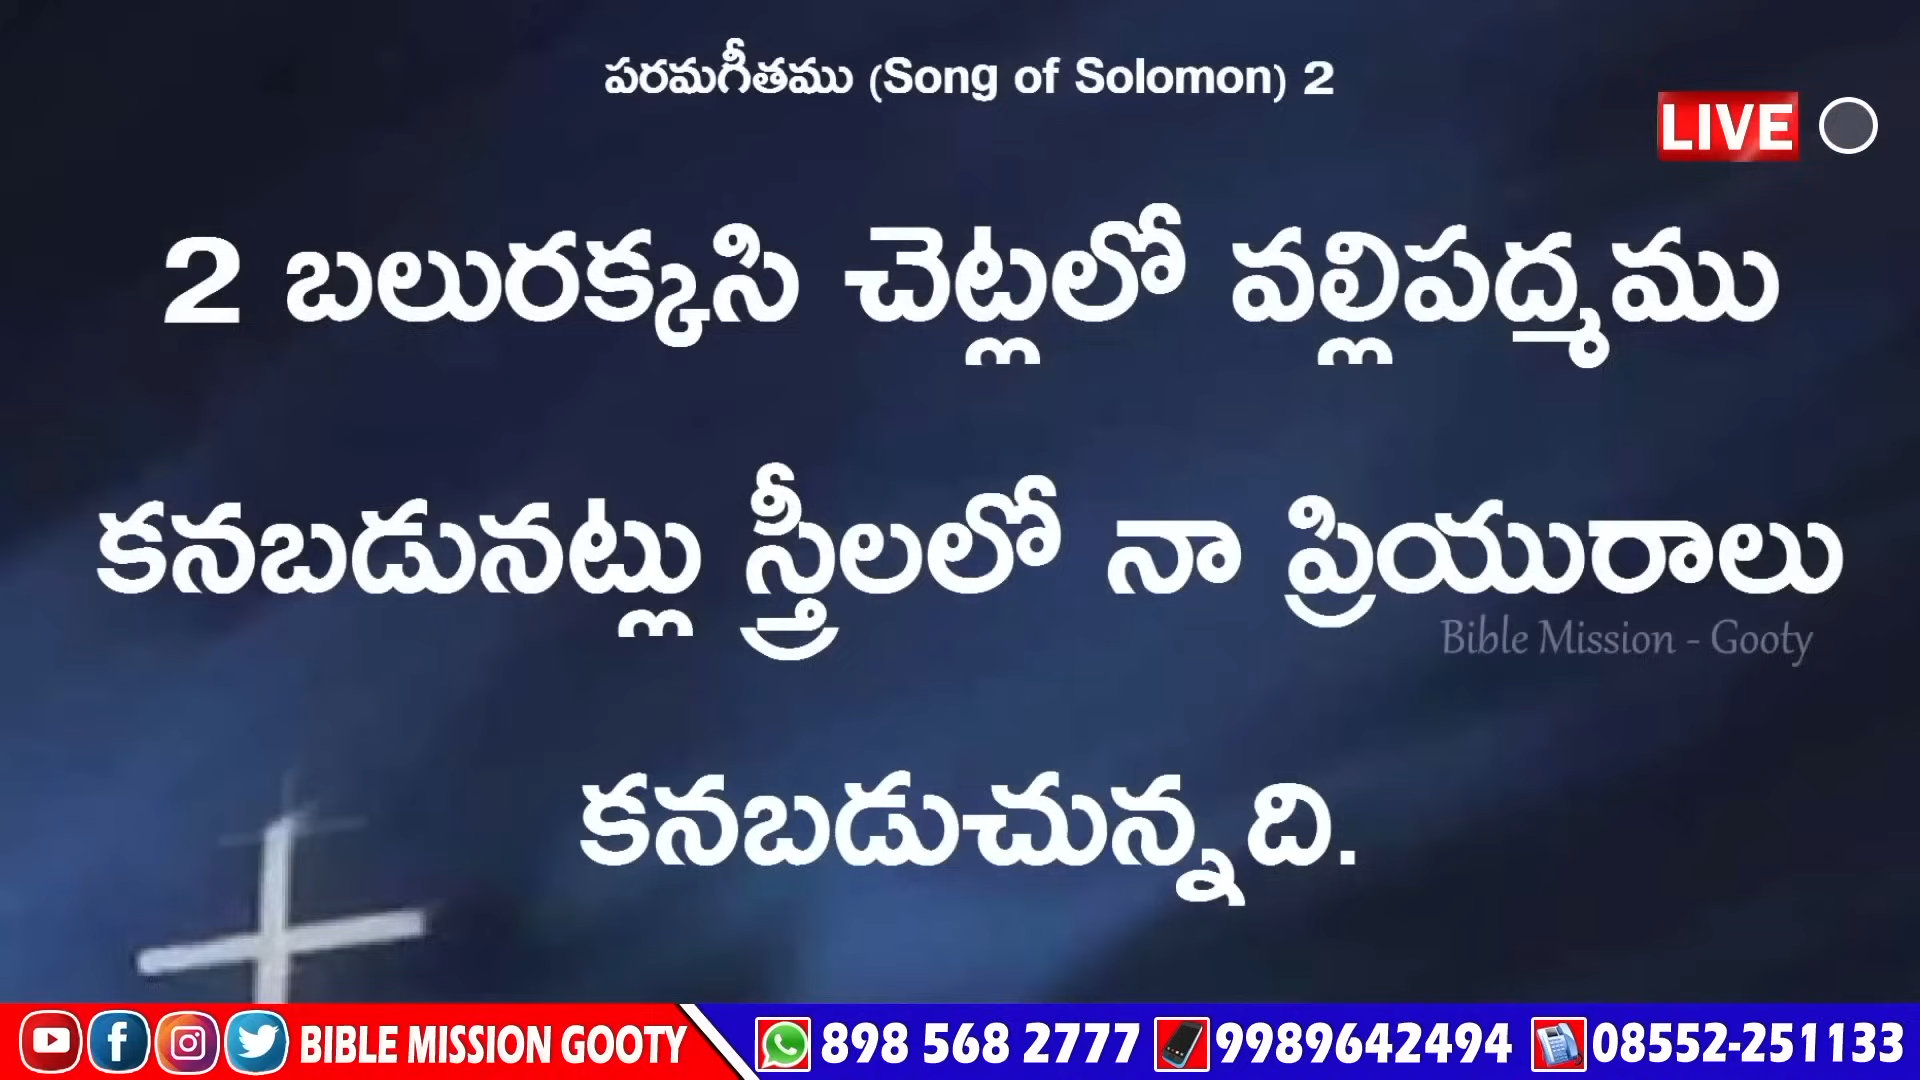 పరమగీతము (Song of Solomon) 2
LIVE
2 బలురక్కసి చెట్లలో వల్లిపద్మము
కనబడునట్లు స్త్రీలలో నా ప్రియురాలు
Bible Mission - Gooty
కనబడుచున్నది.
BIBLE MISSION GOOTY 898 568 2777 9989642494 08552-251133